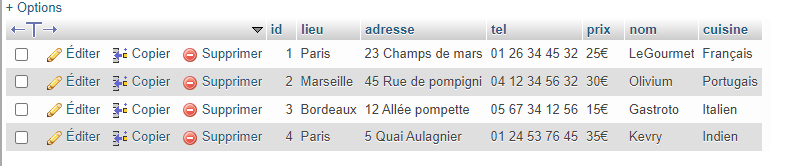 + Options
id lieu adresse tel prix nom cuisine
Éditer Copier Supprimer 1 Paris 23 Champs de mars 01 26 34 45 32 25€ LeGourmet Français
Éditer Copier Supprimer 2 Marseille 45 Rue de pompigni 04 12 34 56 32 30€ Olivium Portugais
Éditer Copier Supprimer 3 Bordeaux 12 Allée pompette 05 67 34 12 56 15€ Gastroto Italien
Éditer Copier Supprimer 4 Paris 5 Quai Aulagnier 01 24 53 76 45 35€ Kevry Indien